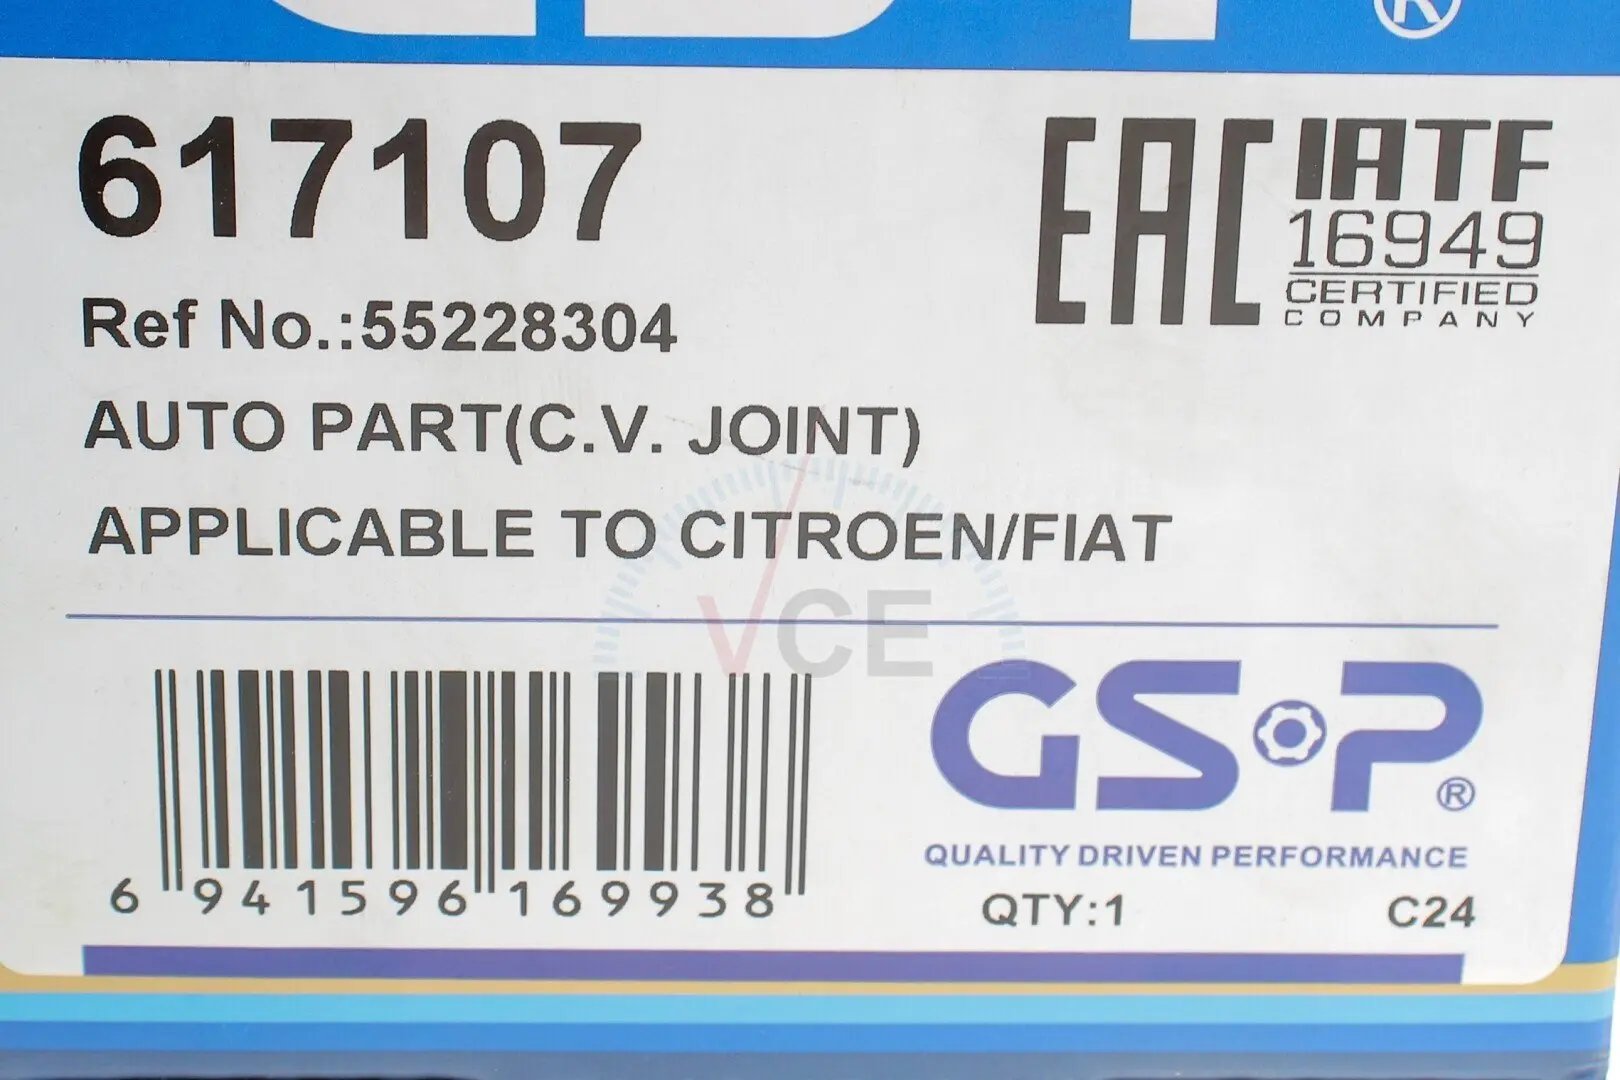 ®
617107
EAC
IATF
16949
CERTIFIED
COMPANY
Ref No.:55228304
AUTO PART(C.V. JOINT)
APPLICABLE TO CITROEN/FIAT
VCE
6 941596 169938
GSP®
QUALITY DRIVEN PERFORMANCE
QTY:1
C24